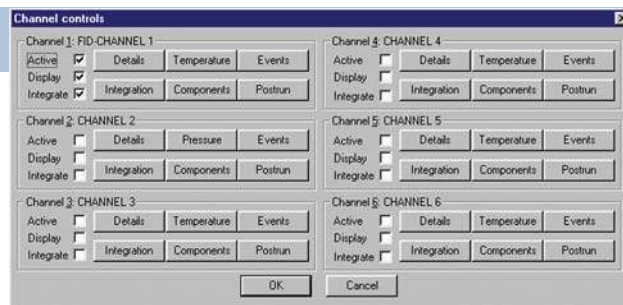 Channel controls
Channel 1: FID-CHANNEL 1
Active Details Temperature Events
Display
Integrate Integration Components Postrun
Channel 2: CHANNEL 2
Active Details Pressure Events
Display
Integrate Integration Components Postrun
Channel 3: CHANNEL 3
Active Details Temperature Events
Display
Integrate Integration Components Postrun
Channel 4: CHANNEL 4
Active Details Temperature Events
Display
Integrate Integration Components Postrun
Channel 5: CHANNEL 5
Active Details Temperature Events
Display
Integrate Integration Components Postrun
Channel 6: CHANNEL 6
Active Details Temperature Events
Display
Integrate Integration Components Postrun
OK Cancel